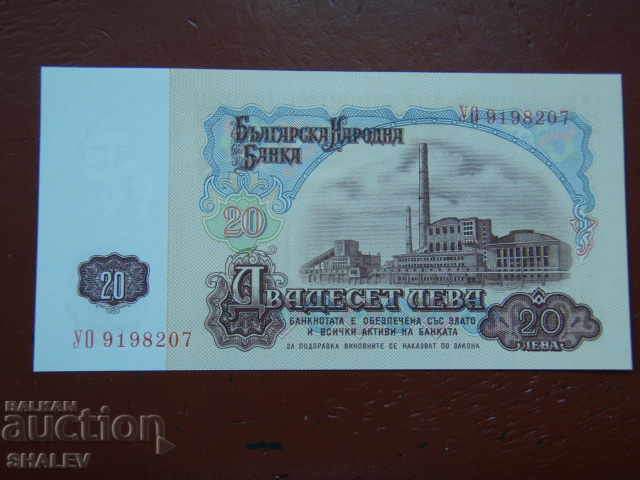 УО 9198207
БЪЛГАРСКА НАРОДНА
БАНКА
20
ДВАДЕСЕТ ЛЕВА
20
БАНКНОТАТА Е ОБЕЗПЕЧЕНА СЪС ЗЛАТО
И ВСИЧКИ АКТИВИ НА БАНКАТА
20
ЛЕВА
УО 9198207
ЗА ПОДПРАВКА ВИНОВНИТЕ СЕ НАКАЗВАТ ПО ЗАКОНА
BALKAN
auction
SHALEV